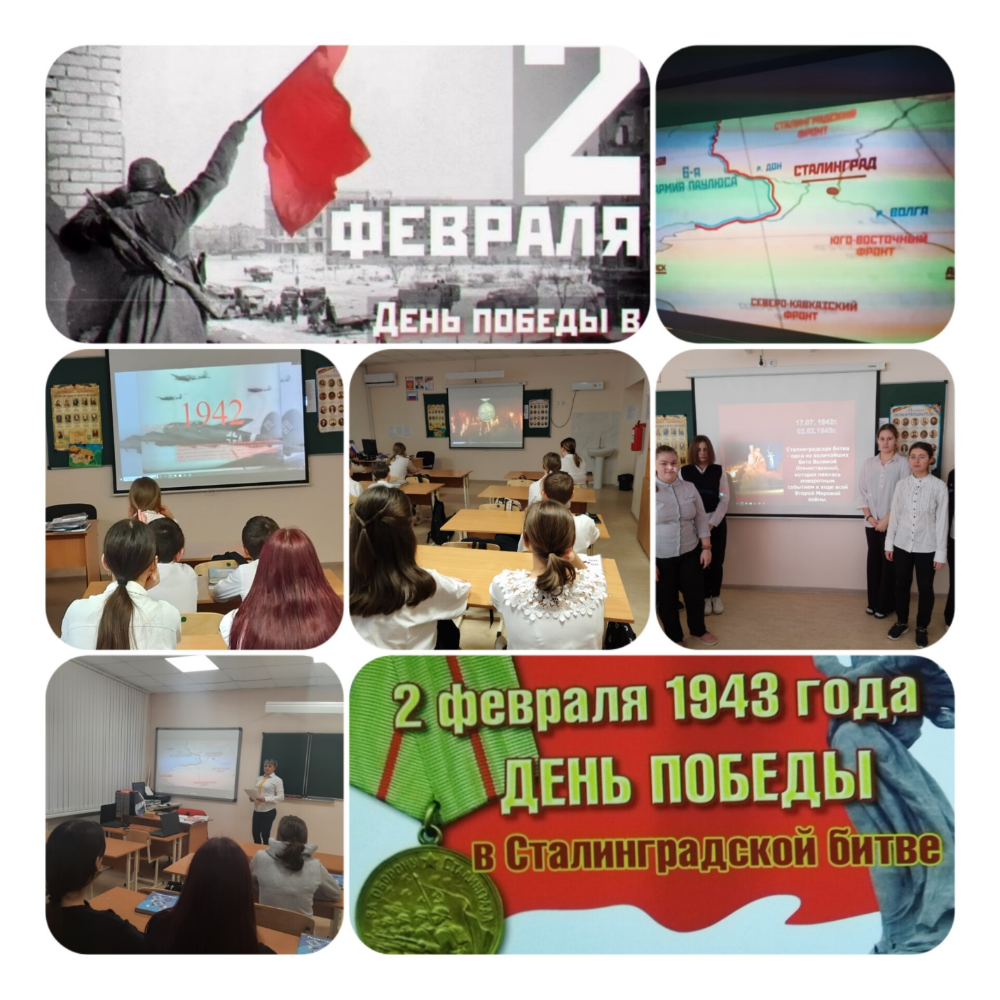 2
ФЕВРАЛЯ
День победы в
СТАЛИНГРАДСКИЙ
ФРОНТ
6-я
АРМИЯ ПАУЛЮСА
р. ДОН
СТАЛИНГРАД
р. ВОЛГА
ЮГО-ВОСТОЧНЫЙ
ФРОНТ
СЕВЕРО-КАВКАЗСКИЙ
ФРОНТ
1942
17.07. 1942г.
02.02.1943г.
Сталинградская битва
- одна из величайших
битв Великой
Отечественной,
которая явилась
поворотным
событием в ходе всей
Второй Мировой
войны.
2 февраля 1943 года
ДЕНЬ ПОБЕДЫ
в Сталинградской битве
ЗА ОБОРОНУ СТАЛИНГРАДА